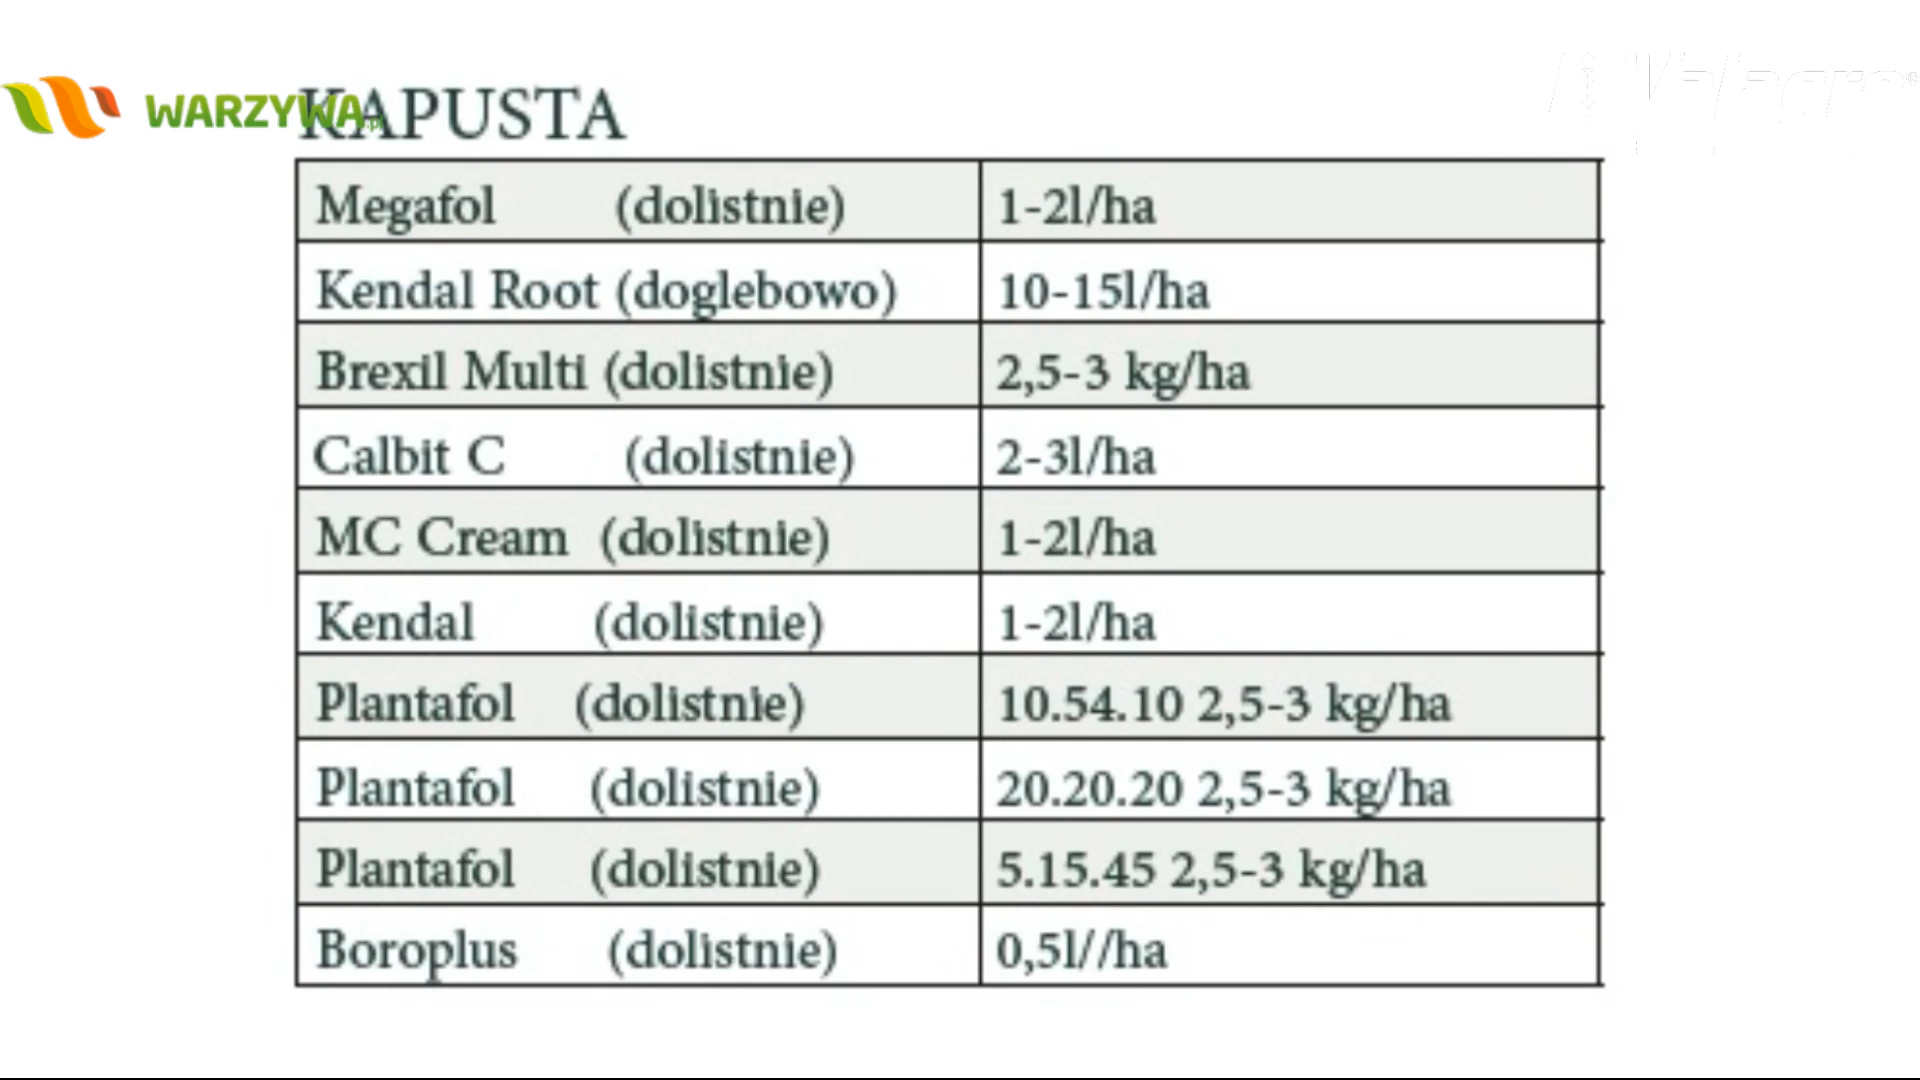 WARZYWA.pl
KAPUSTA
Valagro
Megafol (dolistnie) 1-2l/ha
Kendal Root (doglebowo) 10-15l/ha
Brexil Multi (dolistnie) 2,5-3 kg/ha
Calbit C (dolistnie) 2-3l/ha
MC Cream (dolistnie) 1-2l/ha
Kendal (dolistnie) 1-2l/ha
Plantafol (dolistnie) 10.54.10 2,5-3 kg/ha
Plantafol (dolistnie) 20.20.20 2,5-3 kg/ha
Plantafol (dolistnie) 5.15.45 2,5-3 kg/ha
Boroplus (dolistnie) 0,5l//ha